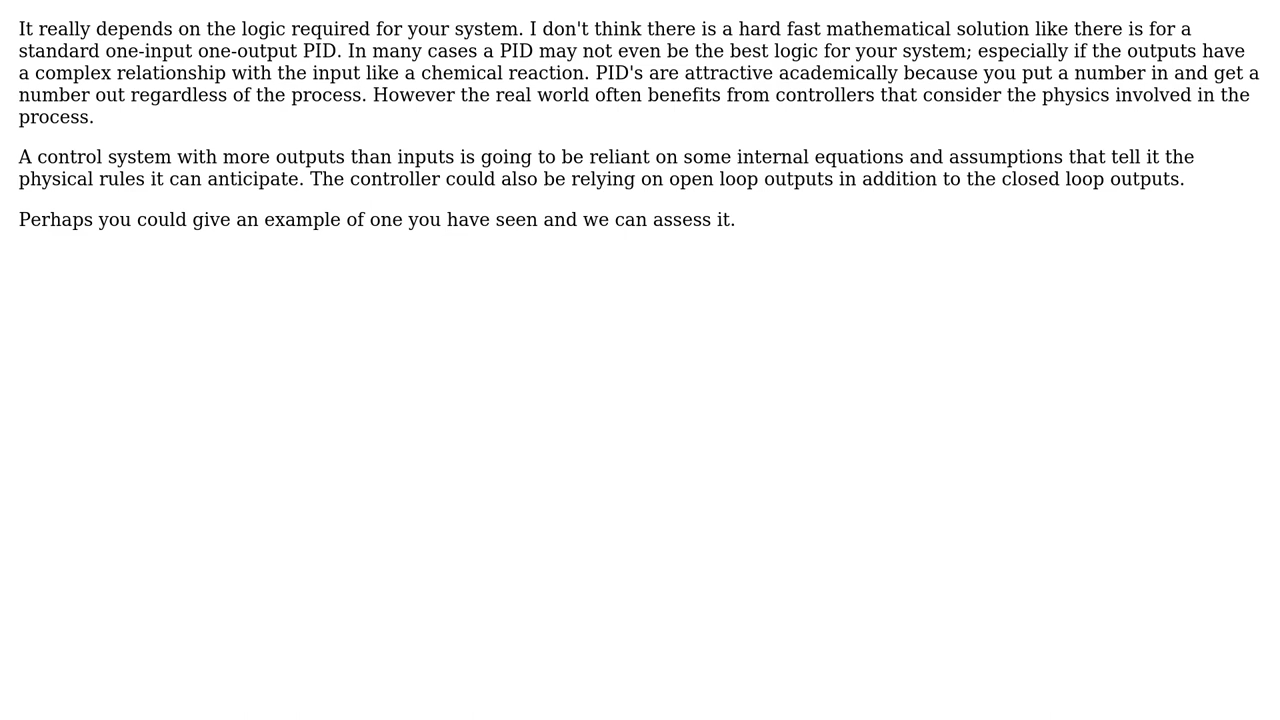 It really depends on the logic required for your system. I don't think there is a hard fast mathematical solution like there is for a
standard one-input one-output PID. In many cases a PID may not even be the best logic for your system; especially if the outputs have
a complex relationship with the input like a chemical reaction. PID's are attractive academically because you put a number in and get a
number out regardless of the process. However the real world often benefits from controllers that consider the physics involved in the
process.
A control system with more outputs than inputs is going to be reliant on some internal equations and assumptions that tell it the
physical rules it can anticipate. The controller could also be relying on open loop outputs in addition to the closed loop outputs.
Perhaps you could give an example of one you have seen and we can assess it.